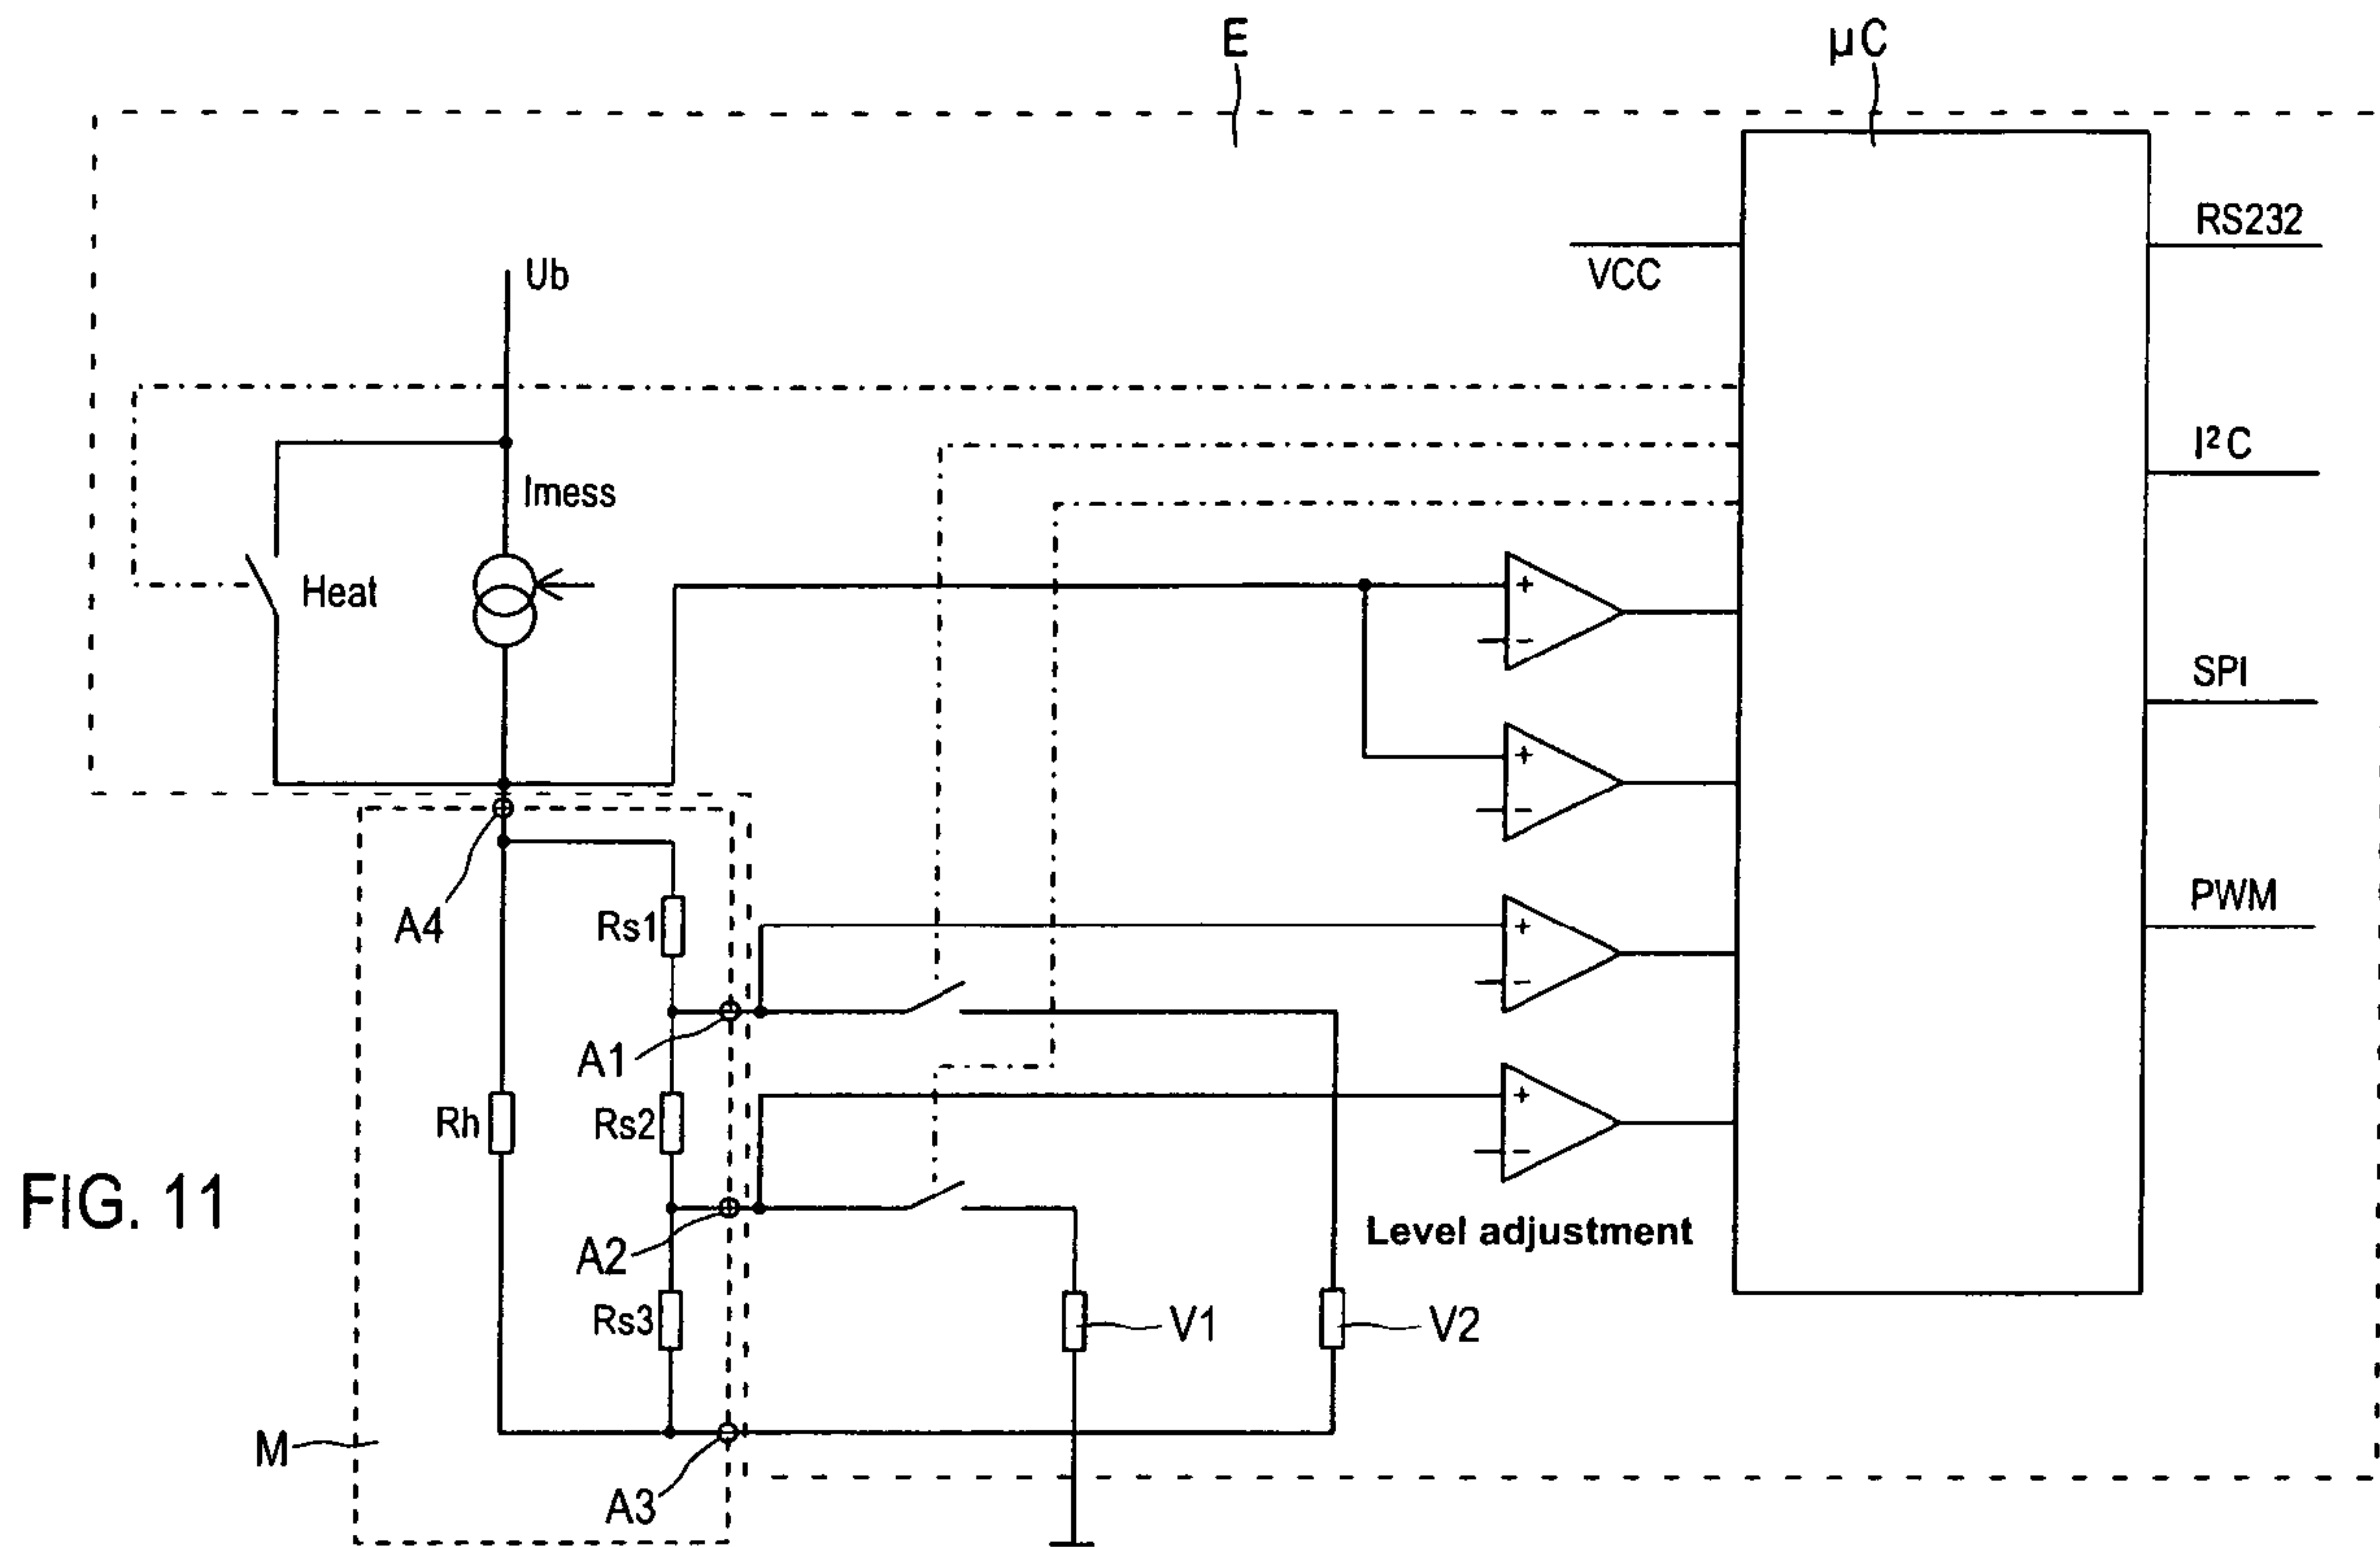 E
µC
RS232
Ub
VCC
I²C
Imess
Heat
+
-
SPI
+
-
A4
Rs1
+
-
PWM
A1
Rh
Rs2
+
-
FIG. 11
A2
Level adjustment
Rs3
V1
V2
M
A3